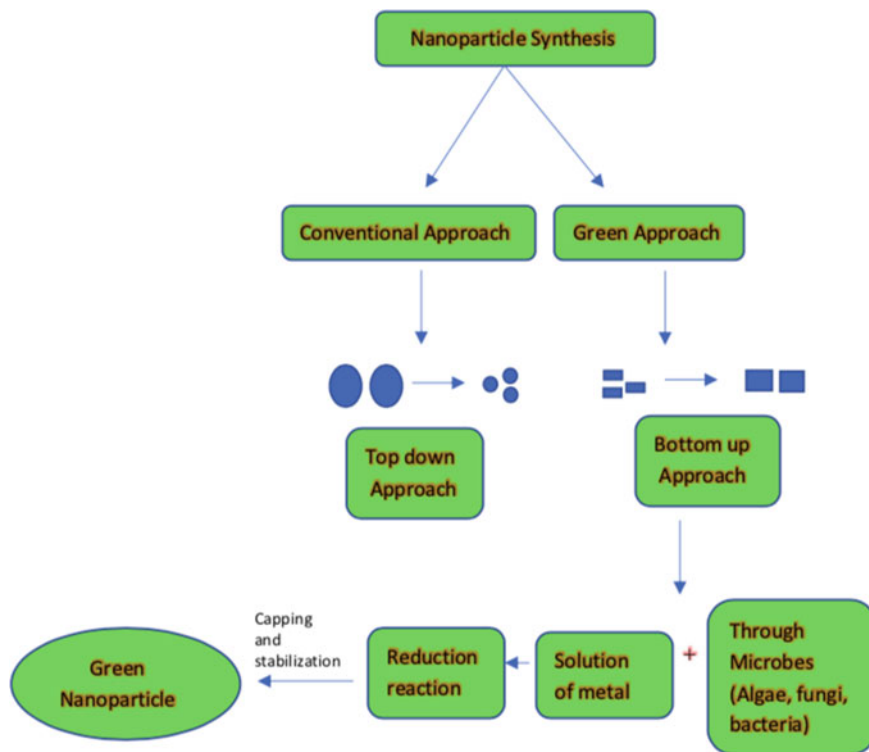 Nanoparticle Synthesis
Conventional Approach
Green Approach
Top down
Approach
Bottom up
Approach
Green
Nanoparticle
Capping
and
stabilization
Reduction
reaction
Solution
of metal
+
Through
Microbes
(Algae, fungi,
bacteria)